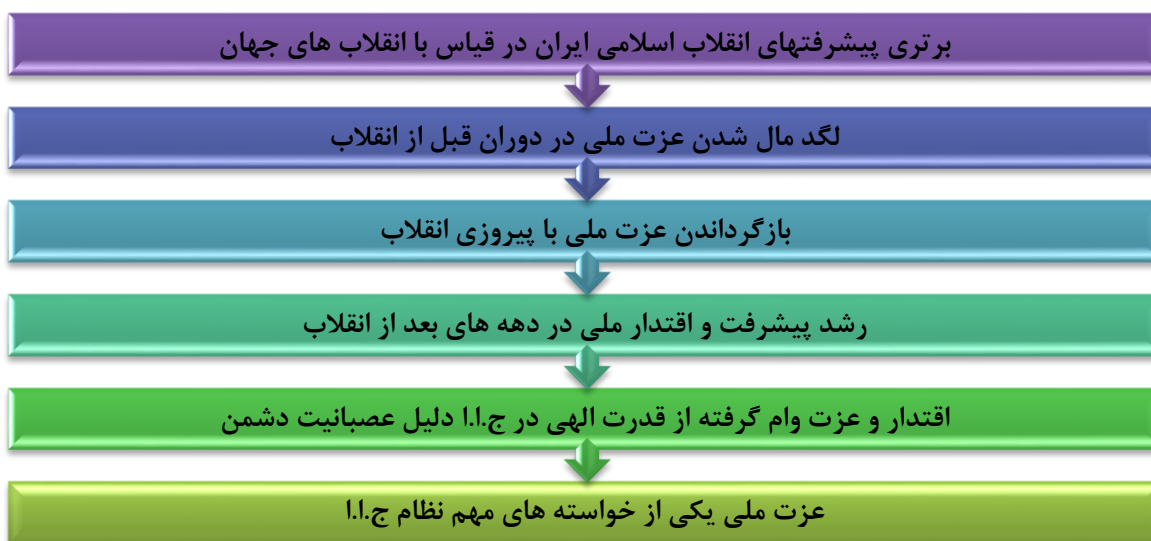 برتری پیشرفتهای انقلاب اسلامی ایران در قیاس با انقلاب های جهان
لگد مال شدن عزت ملی در دوران قبل از انقلاب
بازگرداندن عزت ملی با پیروزی انقلاب
رشد پیشرفت و اقتدار ملی در دهه های بعد از انقلاب
اقتدار و عزت وام گرفته از قدرت الهی در ج.ا.ا دلیل عصبانیت دشمن
عزت ملی یکی از خواسته های مهم نظام ج.ا.ا